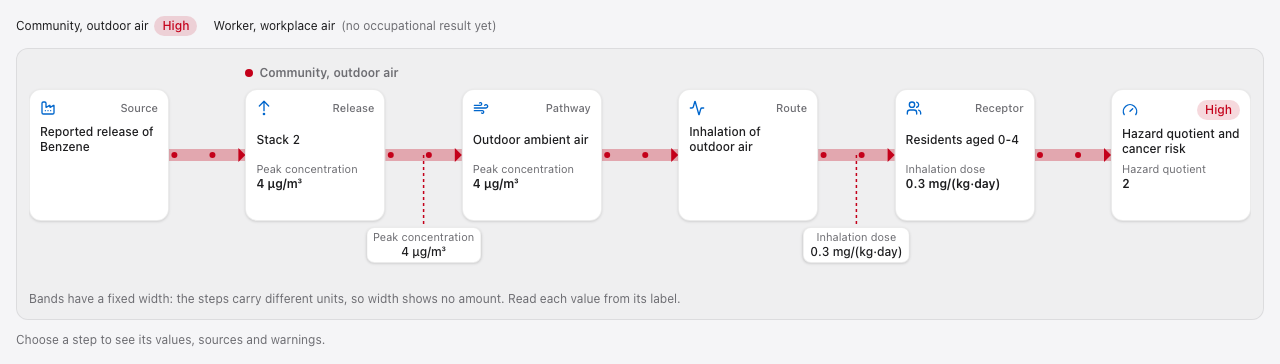 Community, outdoor air High Worker, workplace air (no occupational result yet)
Community, outdoor air
Source
Reported release of
Benzene
Release
Stack 2
Peak concentration
4 µg/m³
Pathway
Outdoor ambient air
Peak concentration
4 µg/m³
Route
Inhalation of
outdoor air
Receptor
Residents aged 0-4
Inhalation dose
0.3 mg/(kg·day)
High
Hazard quotient and
cancer risk
Hazard quotient
2
Peak concentration
4 µg/m³
Inhalation dose
0.3 mg/(kg·day)
Bands have a fixed width: the steps carry different units, so width shows no amount. Read each value from its label.
Choose a step to see its values, sources and warnings.